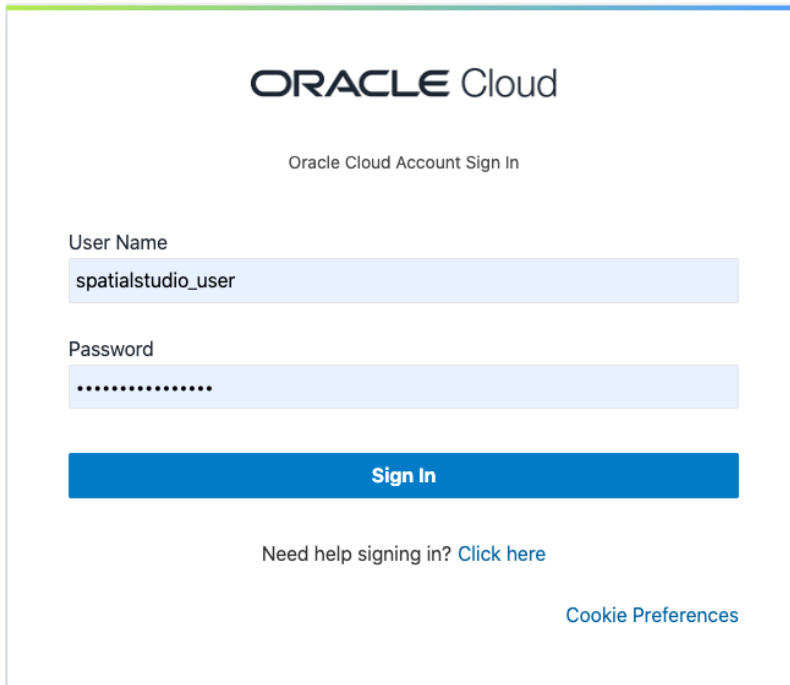 ORACLE Cloud
Oracle Cloud Account Sign In
User Name
spatialstudio_user
Password
••••••••••••••••
Sign In
Need help signing in? Click here
Cookie Preferences